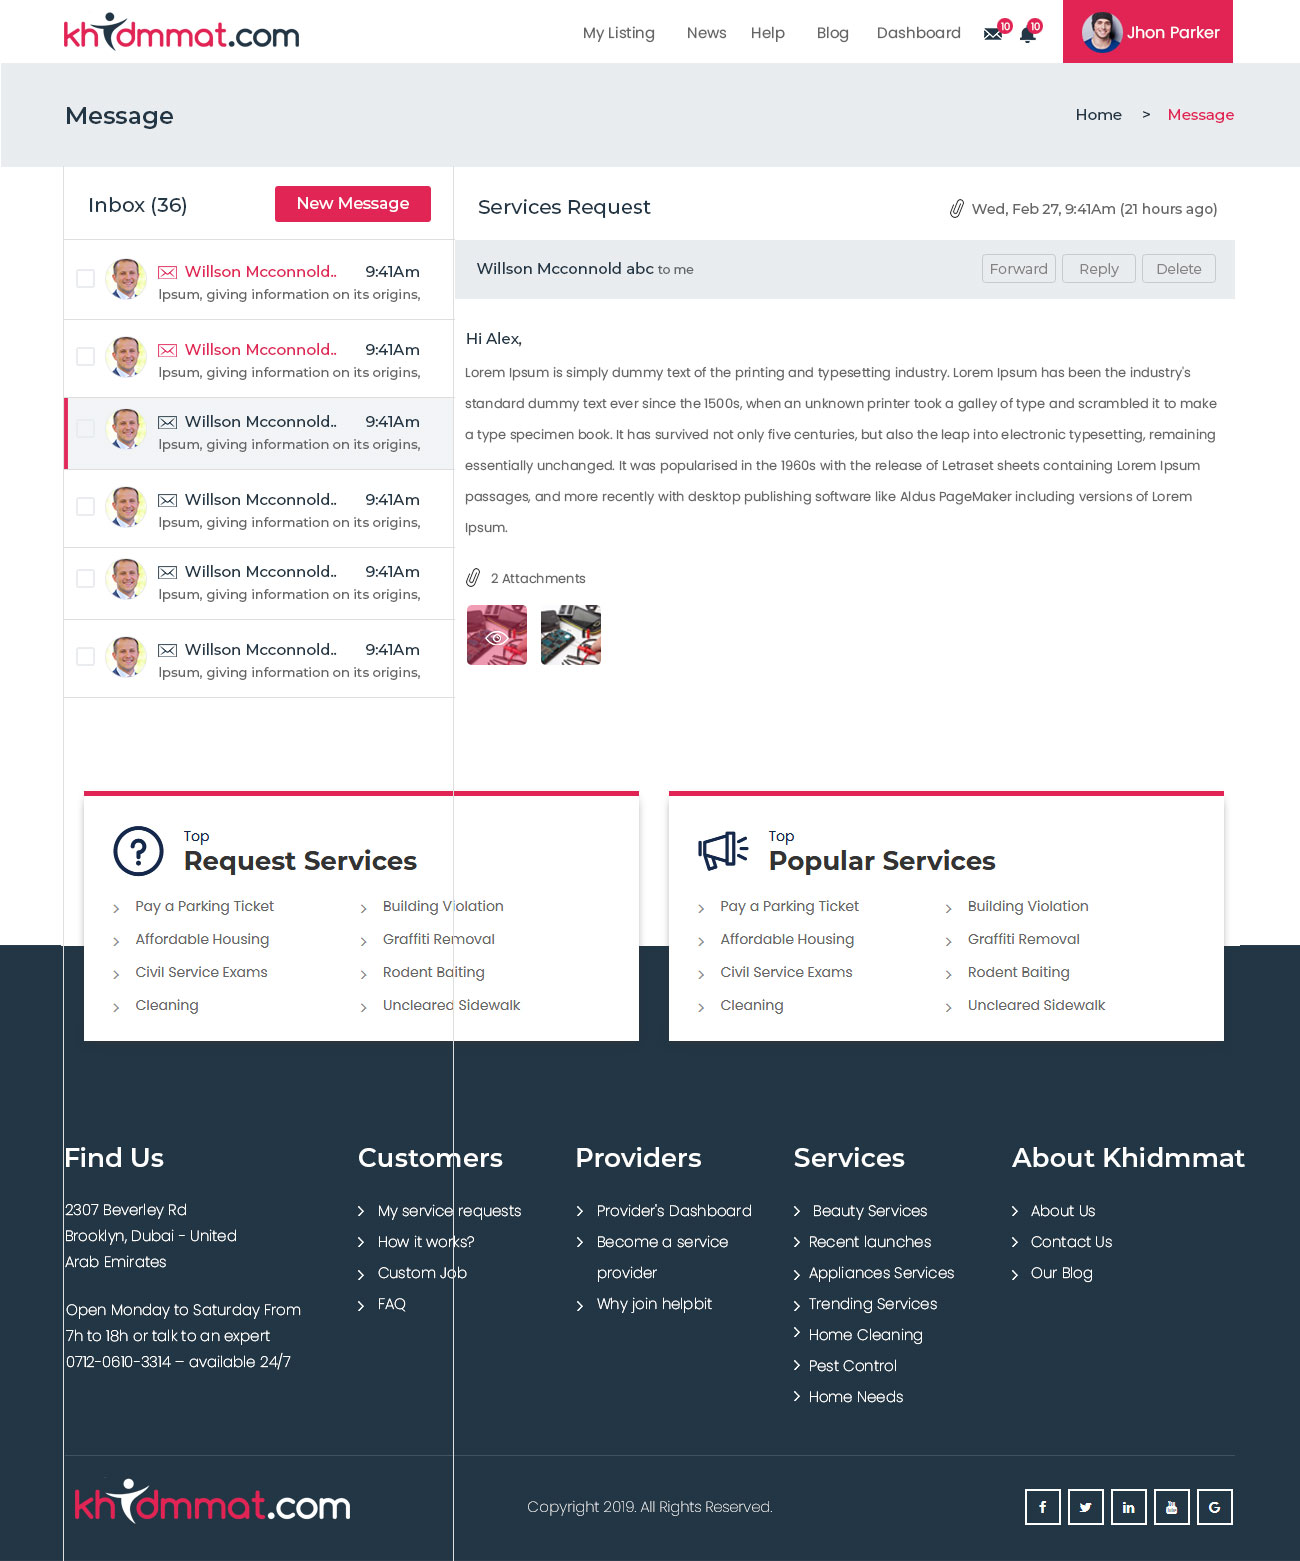 khidmmat.com
My Listing News Help Blog Dashboard 10 10 Jhon Parker
Message
Home > Message
Inbox (36) New Message
Willson Mcconnold.. 9:41Am
Ipsum, giving information on its origins,
Willson Mcconnold.. 9:41Am
Ipsum, giving information on its origins,
Willson Mcconnold.. 9:41Am
Ipsum, giving information on its origins,
Willson Mcconnold.. 9:41Am
Ipsum, giving information on its origins,
Willson Mcconnold.. 9:41Am
Ipsum, giving information on its origins,
Willson Mcconnold.. 9:41Am
Ipsum, giving information on its origins,
Services Request Wed, Feb 27, 9:41Am (21 hours ago)
Willson Mcconnold abc to me Forward Reply Delete
Hi Alex,
Lorem Ipsum is simply dummy text of the printing and typesetting industry. Lorem Ipsum has been the industry's
standard dummy text ever since the 1500s, when an unknown printer took a galley of type and scrambled it to make
a type specimen book. It has survived not only five centuries, but also the leap into electronic typesetting, remaining
essentially unchanged. It was popularised in the 1960s with the release of Letraset sheets containing Lorem Ipsum
passages, and more recently with desktop publishing software like Aldus PageMaker including versions of Lorem
Ipsum.
2 Attachments
Top
Request Services
Pay a Parking Ticket Building Violation
Affordable Housing Graffiti Removal
Civil Service Exams Rodent Baiting
Cleaning Uncleared Sidewalk
Top
Popular Services
Pay a Parking Ticket Building Violation
Affordable Housing Graffiti Removal
Civil Service Exams Rodent Baiting
Cleaning Uncleared Sidewalk
Find Us
2307 Beverley Rd
Brooklyn, Dubai - United
Arab Emirates
Open Monday to Saturday From
7h to 18h or talk to an expert
0712-0610-3314 – available 24/7
Customers
My service requests
How it works?
Custom Job
FAQ
Providers
Provider's Dashboard
Become a service
provider
Why join helpbit
Services
Beauty Services
Recent launches
Appliances Services
Trending Services
Home Cleaning
Pest Control
Home Needs
About Khidmmat
About Us
Contact Us
Our Blog
khidmmat.com
Copyright 2019. All Rights Reserved.